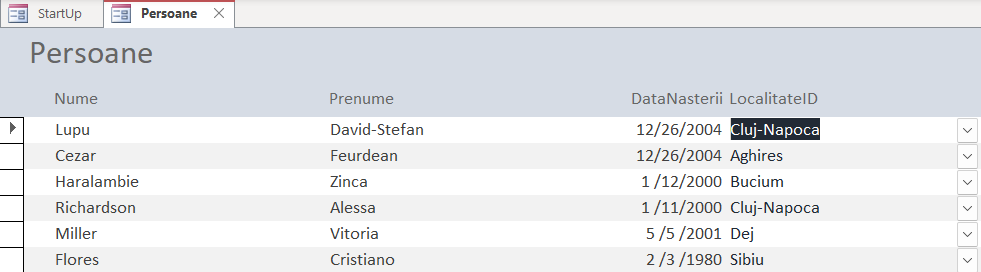 StartUp Persoane
Persoane
Nume Prenume DataNasterii LocalitateID
Lupu David-Stefan 12/26/2004 Cluj-Napoca
Cezar Feurdean 12/26/2004 Aghires
Haralambie Zinca 1 /12/2000 Bucium
Richardson Alessa 1 /11/2000 Cluj-Napoca
Miller Vitoria 5 /5 /2001 Dej
Flores Cristiano 2 /3 /1980 Sibiu